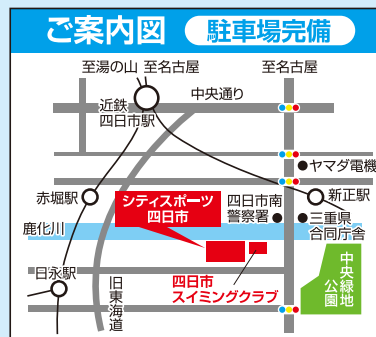 ご案内図 駐車場完備
至湯の山 至名古屋 至名古屋
近鉄
四日市駅
中央通り
ヤマダ電機
赤堀駅
シティスポーツ
四日市
四日市南
警察署
新正駅
三重県
合同庁舎
鹿化川
日永駅
旧東海道
四日市
スイミングクラブ
中央緑地
公園